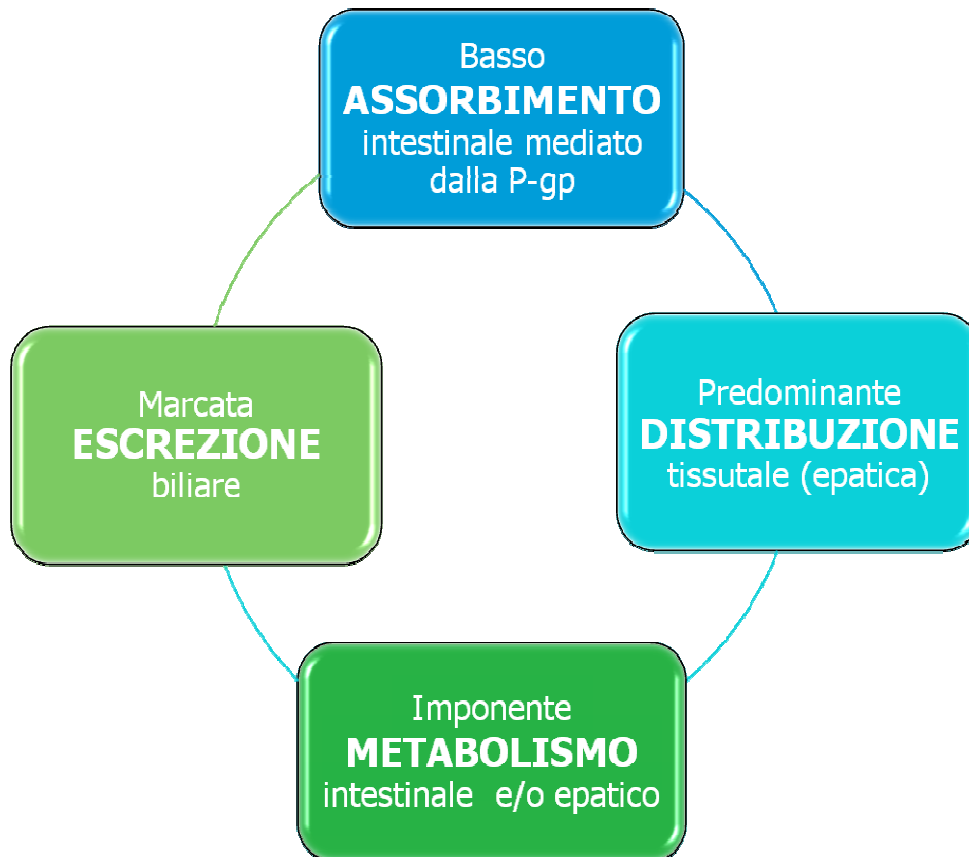 Basso
ASSORBIMENTO
intestinale mediato
dalla P-gp
Predominante
DISTRIBUZIONE
tissutale (epatica)
Imponente
METABOLISMO
intestinale e/o epatico
Marcata
ESCREZIONE
biliare